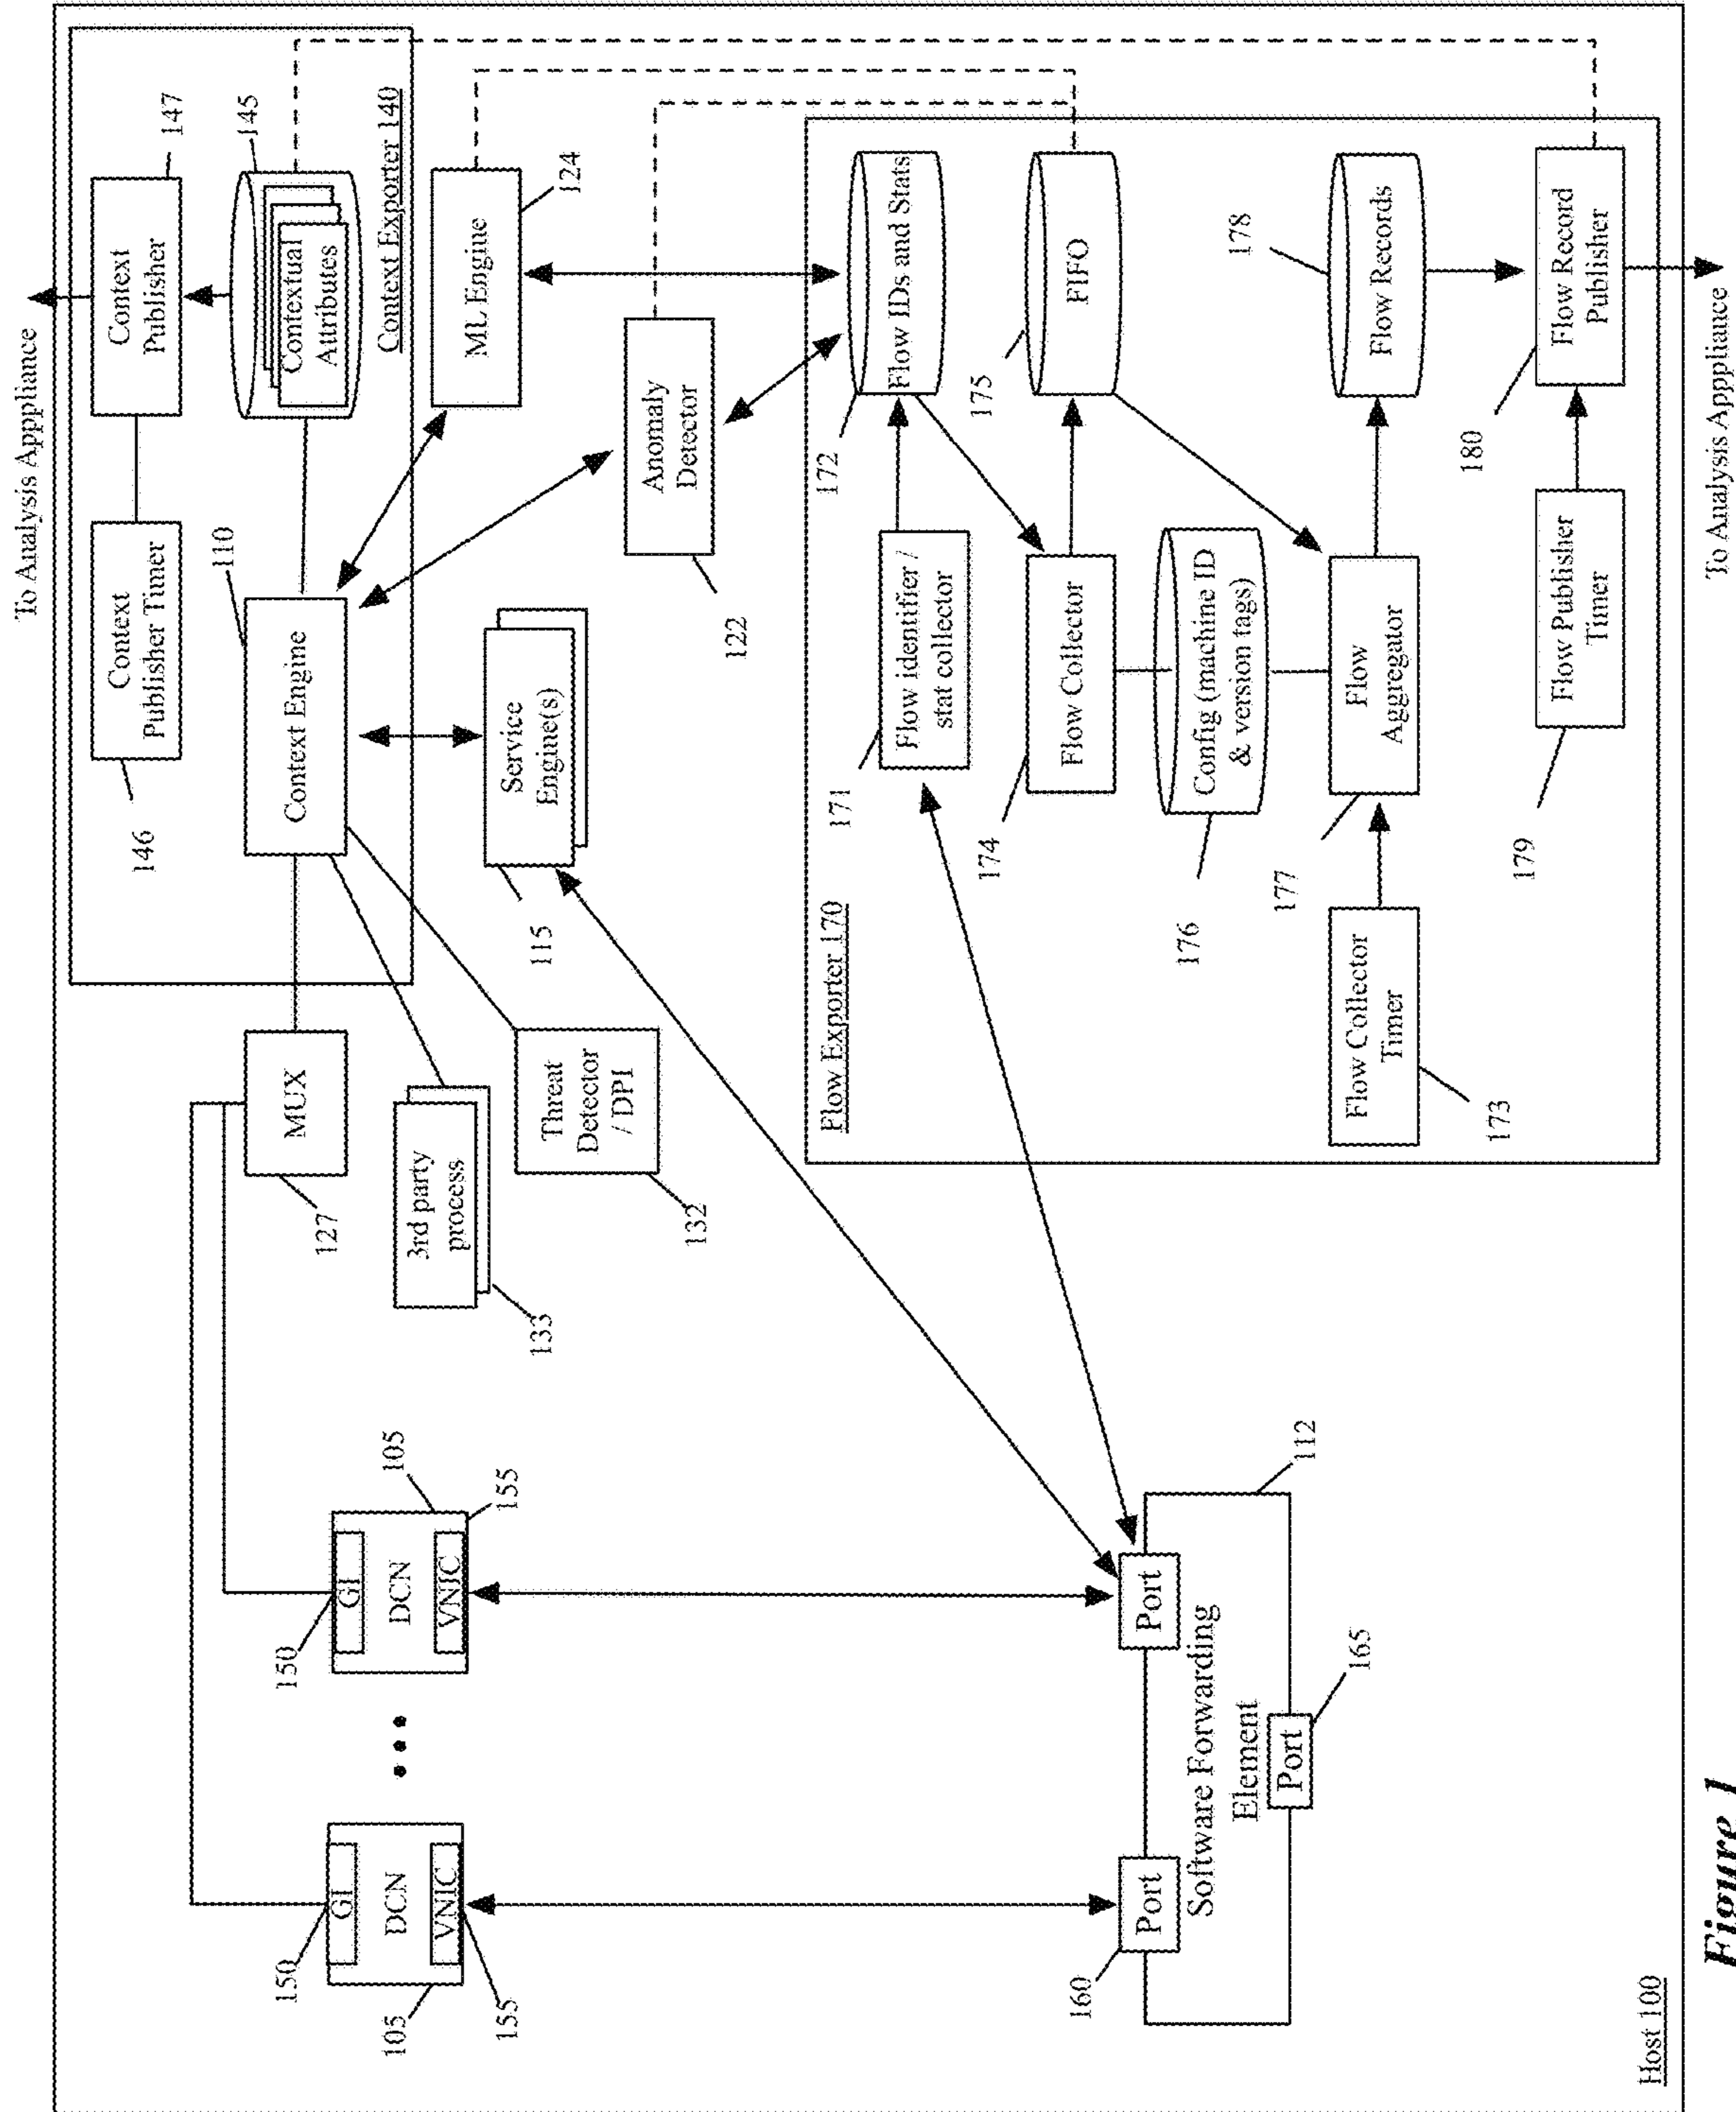 To Analysis Apppliance
Context
Publisher Timer
146
Context
Publisher
147
110
Context Engine
Contextual
Attributes
145
Context Exporter 140
MUX
127
3rd party
process
133
Threat
Detector
/ DPI
132
Service
Engine(s)
115
Anomaly
Detector
122
ML Engine
124
150
GI
DCN
VNIC
105
155
150
GI
DCN
VNIC
105
155
160
Port
Port
Software Forwarding
Element
Port
165
112
Flow Exporter 170
171
Flow identifier /
stat collector
172
Flow IDs and Stats
174
Flow Collector
175
FIFO
176
Config (machine ID
& version tags)
Flow Collector
Timer
173
177
Flow
Aggregator
178
Flow Records
Flow Publisher
Timer
179
180
Flow Record
Publisher
To Analysis Apppliance
Host 100
Figure 1